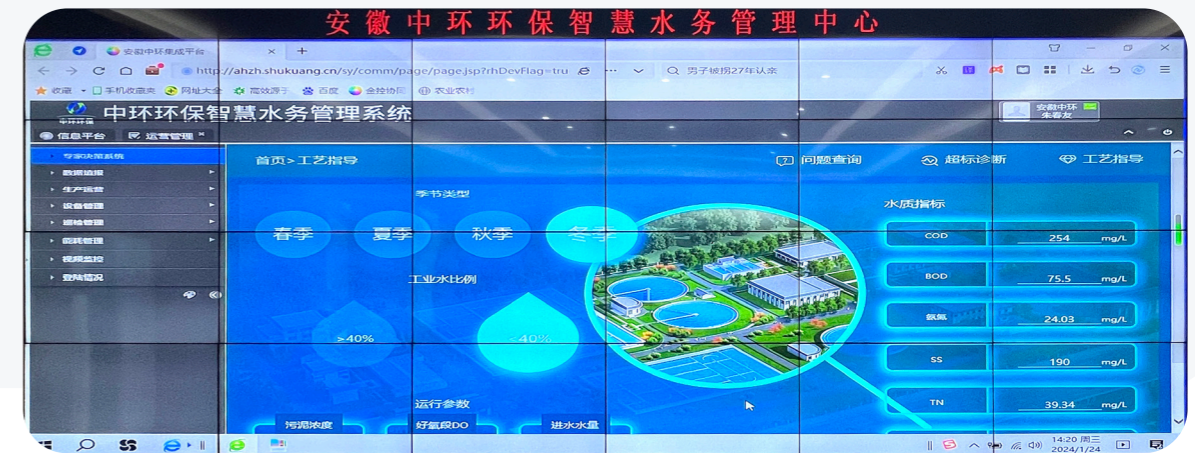 安徽中环环保智慧水务管理中心
安徽中环集成平台
http://ahzh.shukuang.cn/sy/comm/page/page.jsp?rhDevFlag=tru
男子被拐27年认亲
收藏 手机收藏夹 网址大全 高效源于 百度 金控协同 农业农村
中环环保智慧水务管理系统
中环环保
安徽中环
朱春友
信息平台 运营管理
专家决策系统
首页>工艺指导 问题查询 超标诊断 工艺指导
数据填报
生产运营
设备管理
巡检管理
能耗管理
视频监控
登陆情况
季节类型
春季 夏季 秋季 冬季
工业水比例
>40% <40%
运行参数
污泥浓度 好氧段DO 进水水量
水质指标
COD 254 mg/L
BOD 75.5 mg/L
氨氮 24.03 mg/L
SS 190 mg/L
TN 39.34 mg/L
14:20 周三
2024/1/24